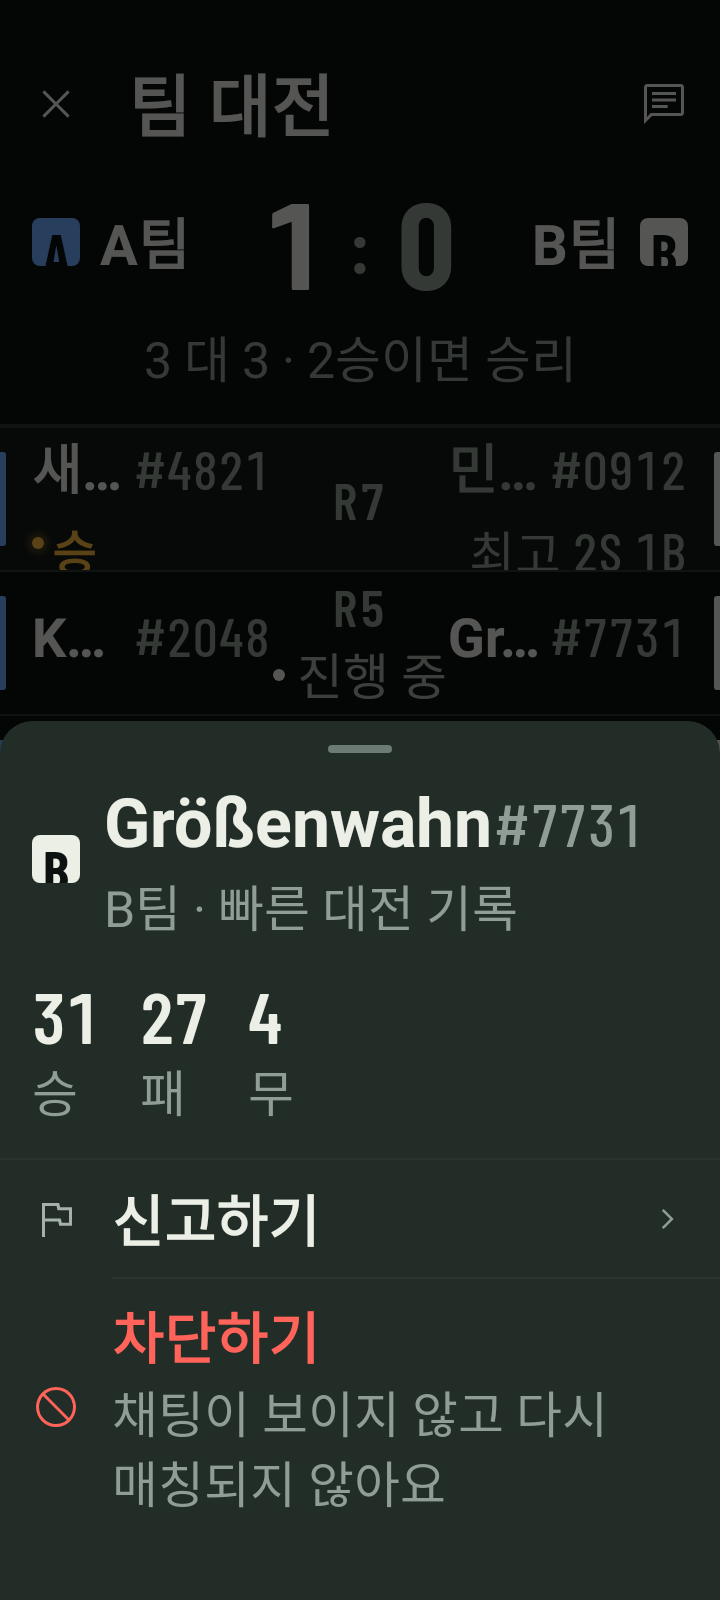 팀 대전
A A팀 1 : 0 B팀 B
3 대 3 · 2승이면 승리
새… #4821 R7 민… #0912
승 최고 2S 1B
K… #2048 R5 Gr… #7731
진행 중
B Größenwahn#7731
B팀 · 빠른 대전 기록
31 27 4
승 패 무
신고하기
차단하기
채팅이 보이지 않고 다시
매칭되지 않아요